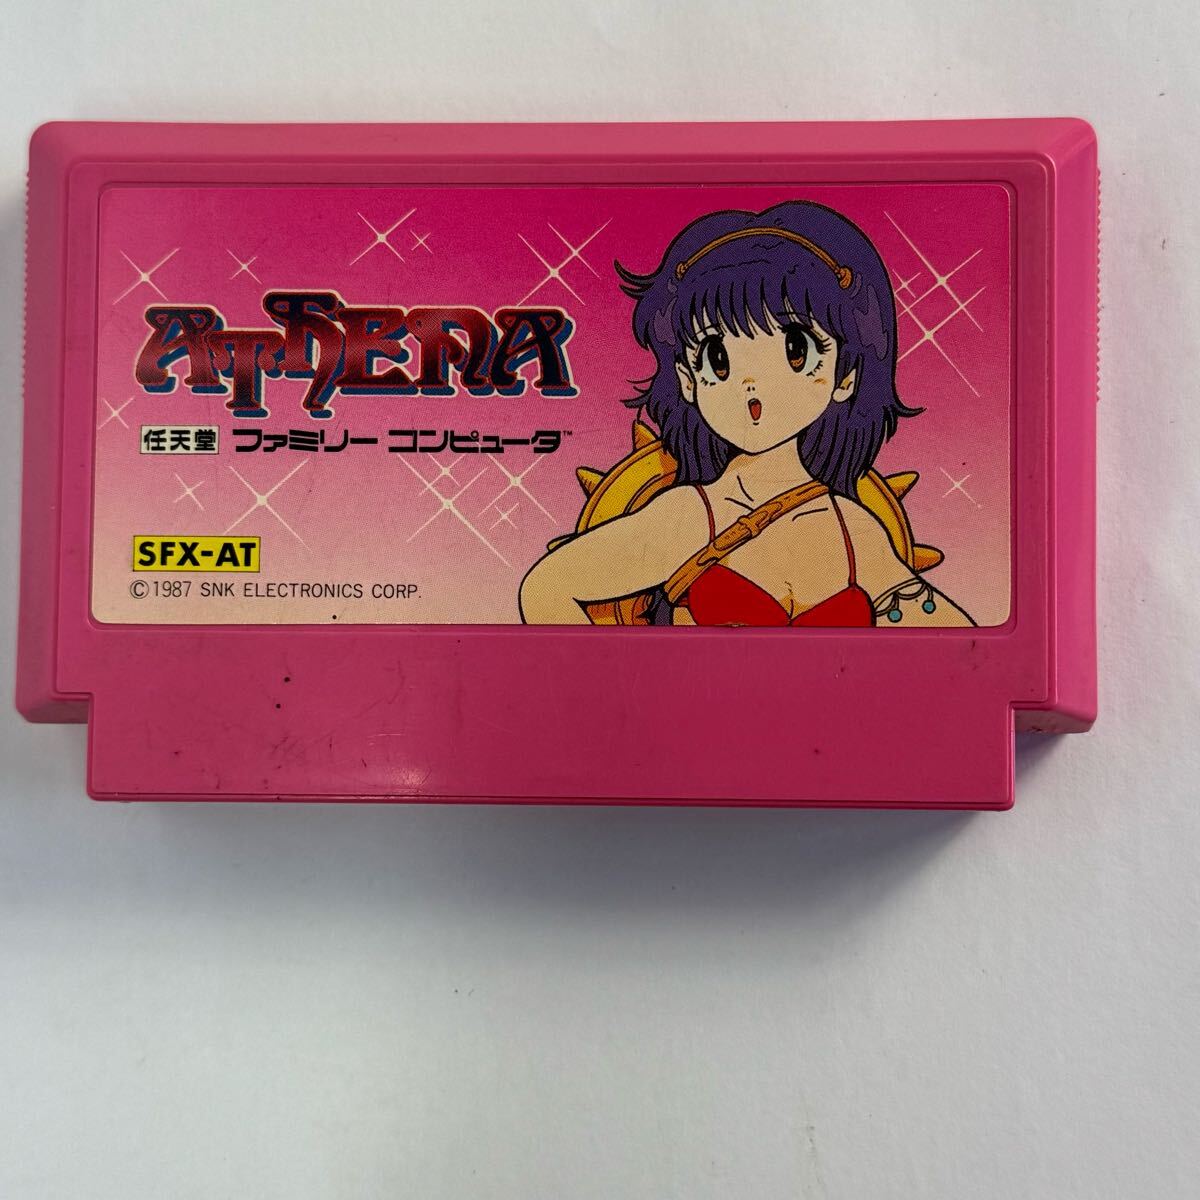 ATHENA
任天堂 ファミリーコンピュータ™
SFX-AT
©1987 SNK ELECTRONICS CORP.